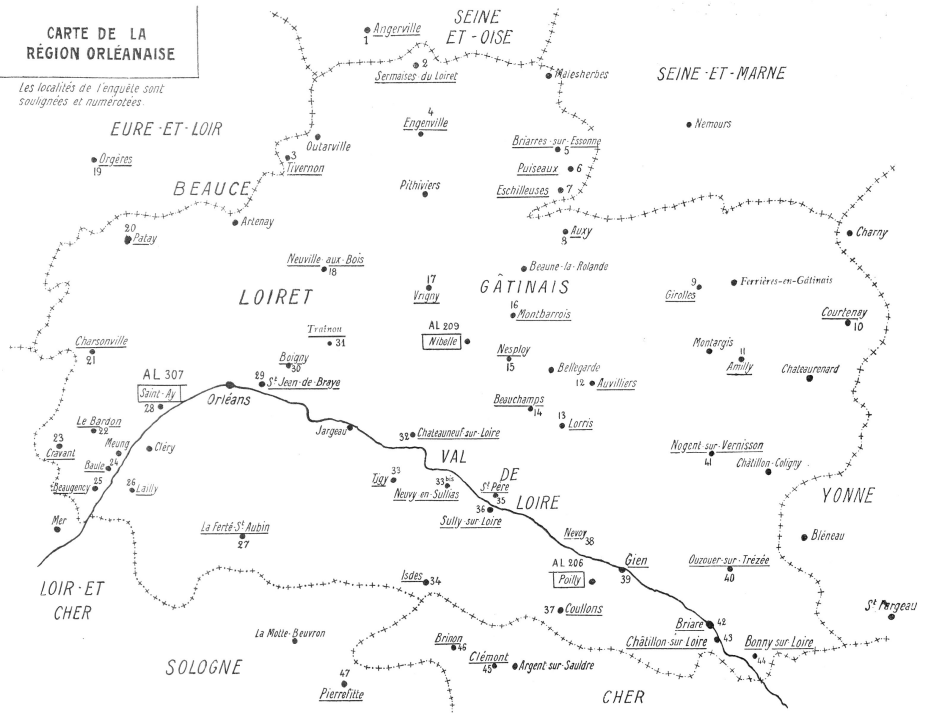 CARTE DE LA
RÉGION ORLÉANAISE
Les localités de l'enquête sont
soulignées et numérotées
SEINE
ET-OISE
Angerville
1
2
Sermaises du Loiret
Malesherbes
SEINE-ET-MARNE
4
Engenville
Nemours
EURE-ET-LOIR
Outarville
Briarres-sur-Essonne
5
Orgères
19
3
Tivernon
Puiseaux 6
BEAUCE
Pithiviers
Eschilleuses 7
Artenay
20
Patay
Auxy
8
Charny
Neuville-aux-Bois
18
Beaune-la-Rolande
17
Vrigny
GÂTINAIS
9
Girolles
Ferrières-en-Gâtinais
LOIRET
16
Montbarrois
Courtenay
10
Trainou
31
AL 209
Nibelle
Charsonville
21
Nesploy
15
Montargis
11
Amilly
Boigny
30
Bellegarde
Chateaurenard
AL 307
Saint-Ay
28
29
St Jean-de-Braye
12 Auvilliers
Orléans
Beauchamps
14
13
Lorris
Le Bardon
22
Jargeau
32 Chateauneuf-sur-Loire
23
Cravant
Meung
24
Cléry
Nogent-sur-Vernisson
41
VAL
DE
LOIRE
Châtillon-Coligny
Baule
Beaugency
25
26
Lailly
33
Tigy
33 bis
Neuvy en-Sullias
St Père
35
36
Sully-sur-Loire
YONNE
Mer
La Ferté-St Aubin
27
Nevoy
38
Bléneau
AL 206
Poilly
Gien
39
Ouzouer-sur-Trézée
40
LOIR-ET
CHER
Isdes 34
St Fargeau
37 Coullons
La Motte-Beuvron
Briare 42
Châtillon-sur-Loire 43
Bonny sur-Loire
44
Brinon
46
SOLOGNE
Clémont
45
Argent sur-Sauldre
47
Pierrefitte
CHER